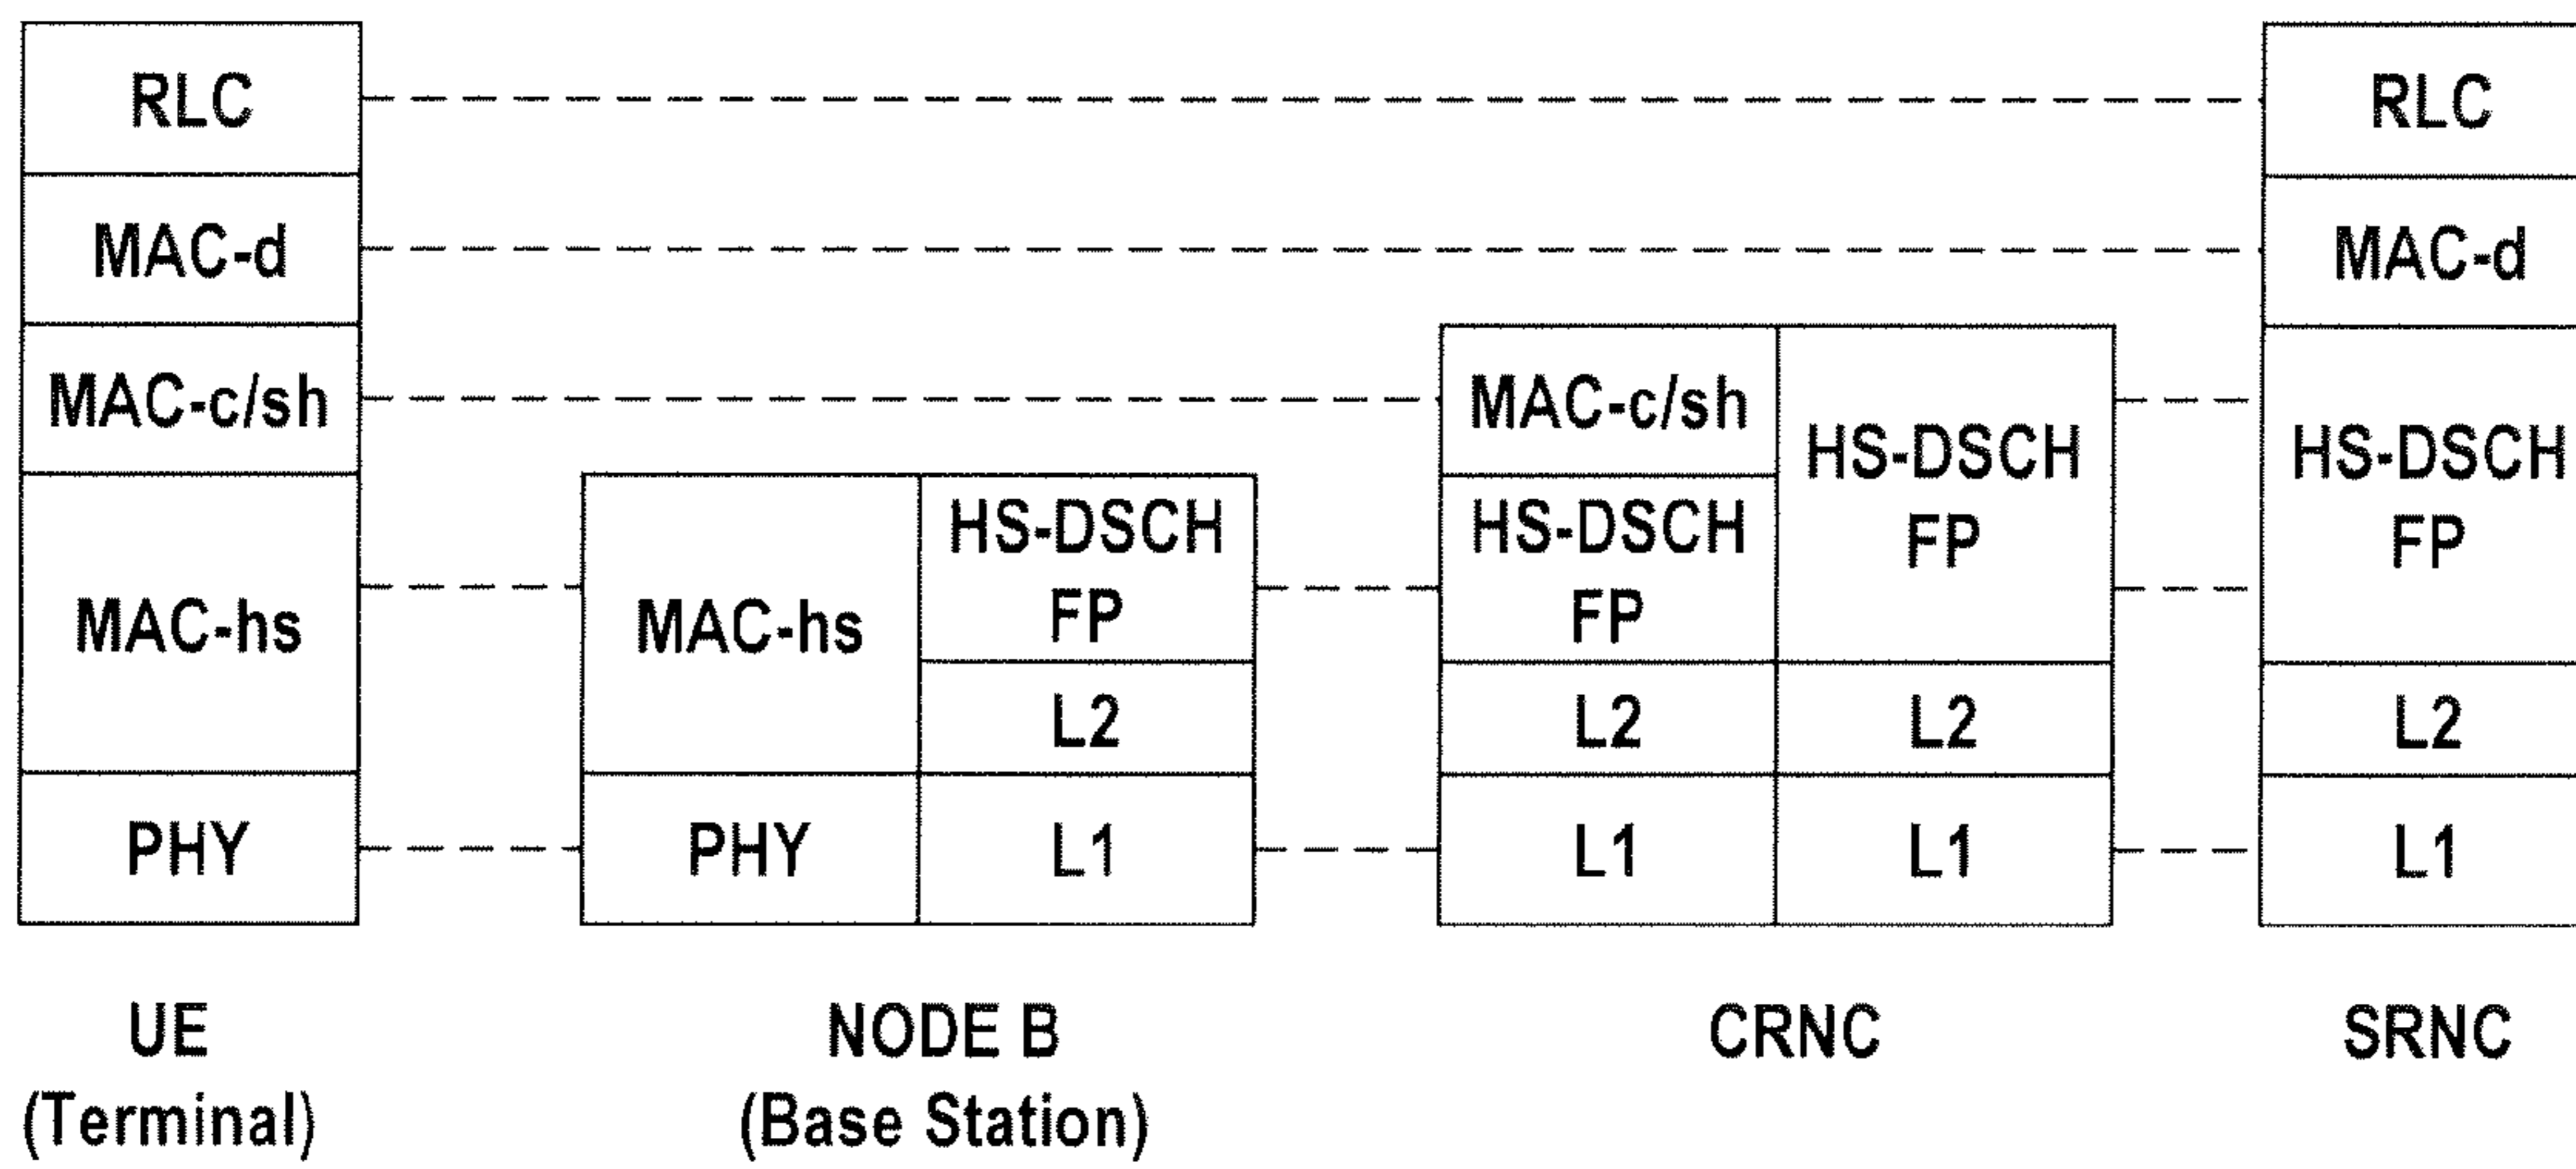 RLC
MAC-d
MAC-c/sh
MAC-hs
PHY
UE
(Terminal)
MAC-hs
PHY
HS-DSCH
FP
L2
L1
NODE B
(Base Station)
MAC-c/sh
HS-DSCH
FP
L2
L1
HS-DSCH
FP
L2
L1
CRNC
RLC
MAC-d
HS-DSCH
FP
L2
L1
SRNC